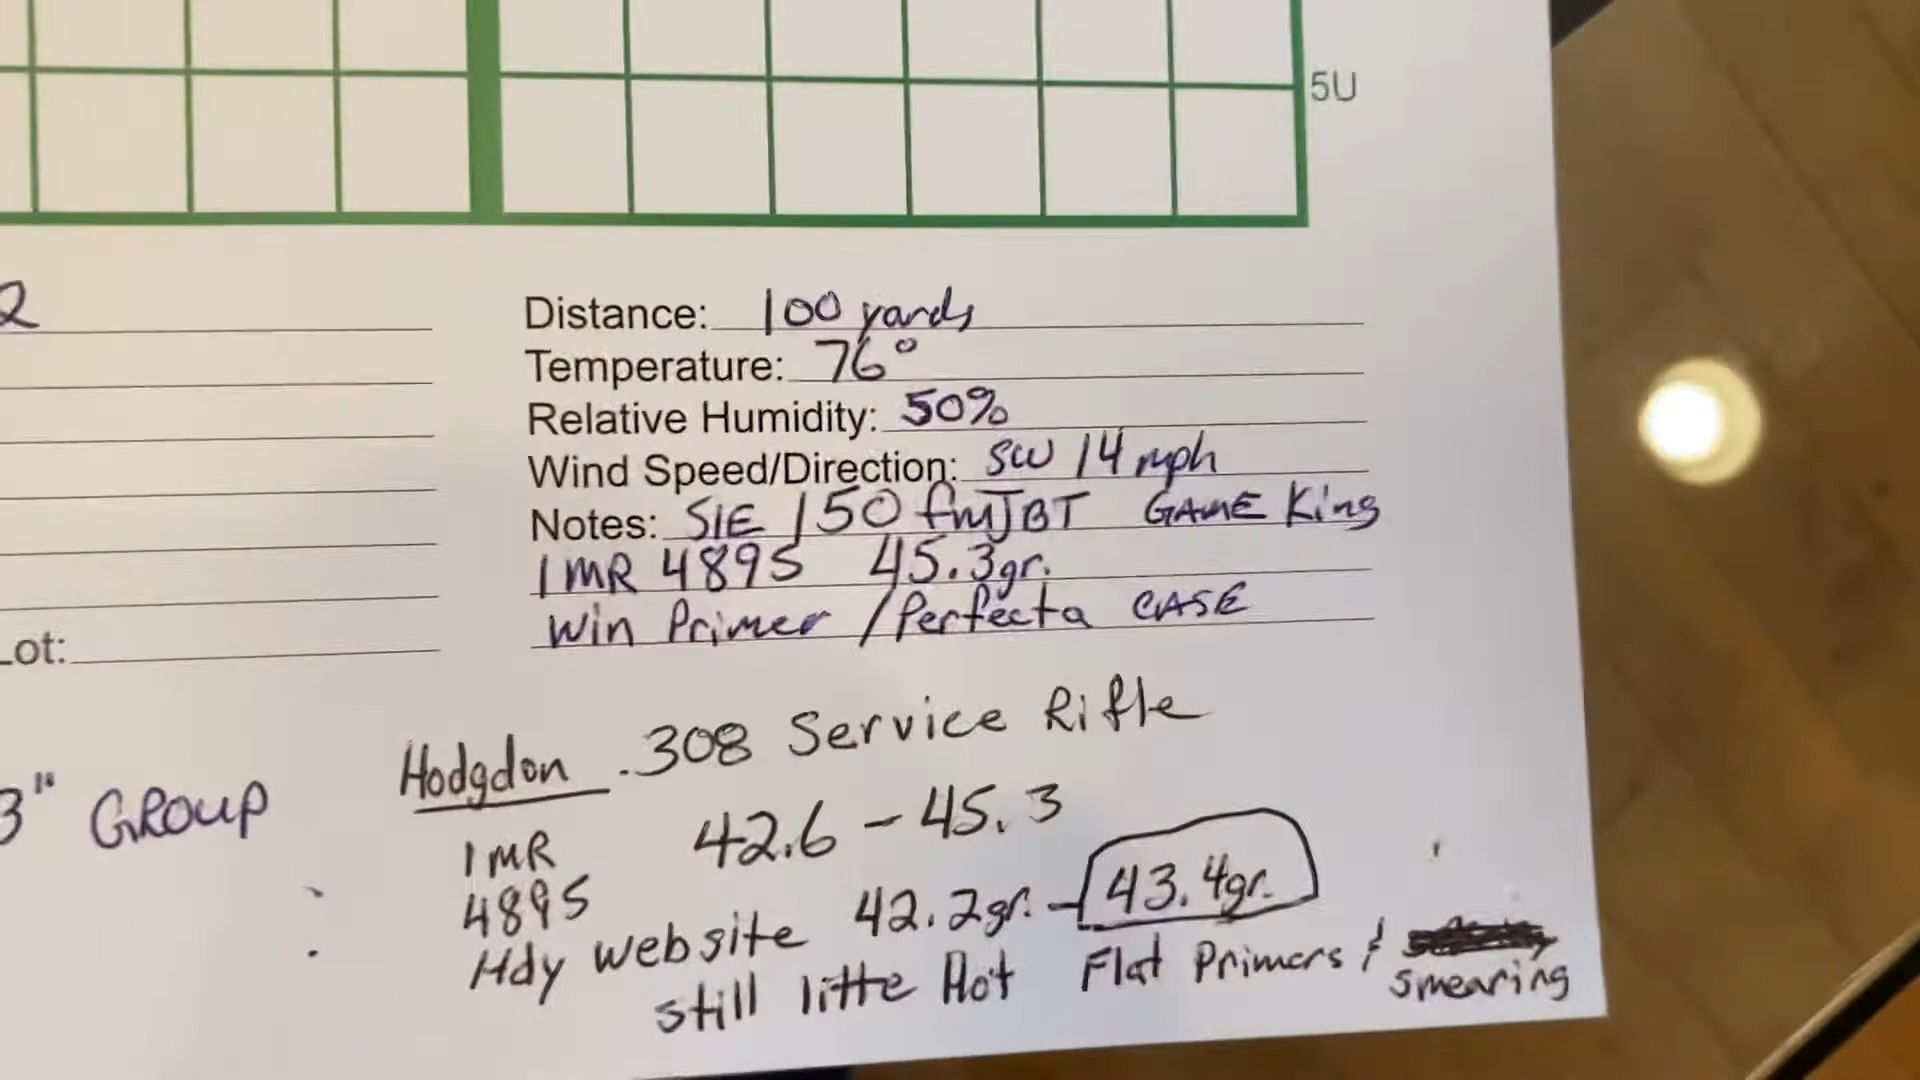 5U
2
Distance: 100 yards
Temperature: 76°
Relative Humidity: 50%
Wind Speed/Direction: SW 14 mph
Notes: SIE 150 fmJBT GAME King
IMR 4895 45.3gr.
Win Primer / Perfecta CASE
Lot:
Hodgdon .308 Service Rifle
3" GROUP
42.6 - 45.3
IMR
4895
Hdy website 42.2gr. - 43.4gr.
still litte Hot Flat Primers &
smearing